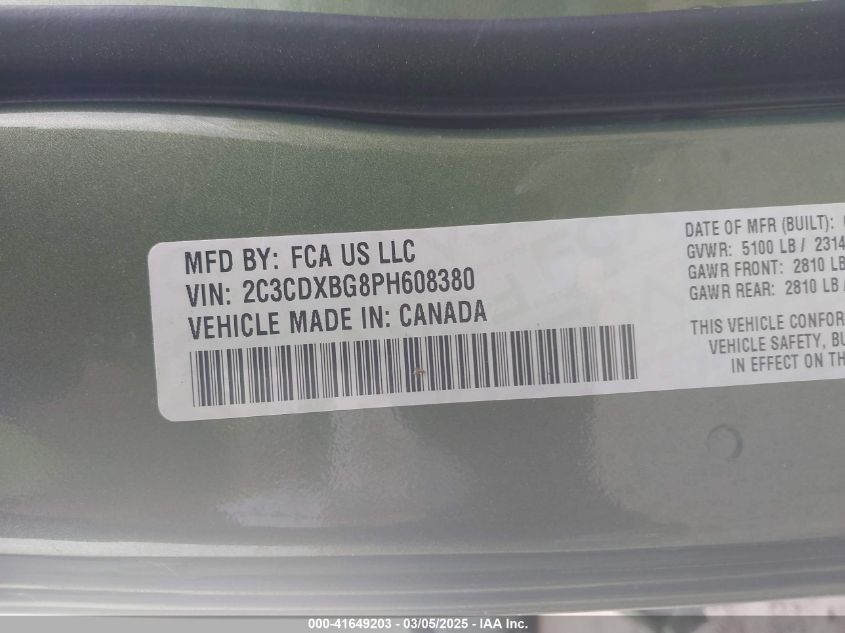 MFD BY: FCA US LLC
VIN: 2C3CDXBG8PH608380
VEHICLE MADE IN: CANADA
DATE OF MFR (BUILT):
GVWR: 5100 LB / 2314
GAWR FRONT: 2810 LB
GAWR REAR: 2810 LB /
THIS VEHICLE CONFOR
VEHICLE SAFETY, BU
IN EFFECT ON TH
000-41649203 - 03/05/2025 - IAA Inc.